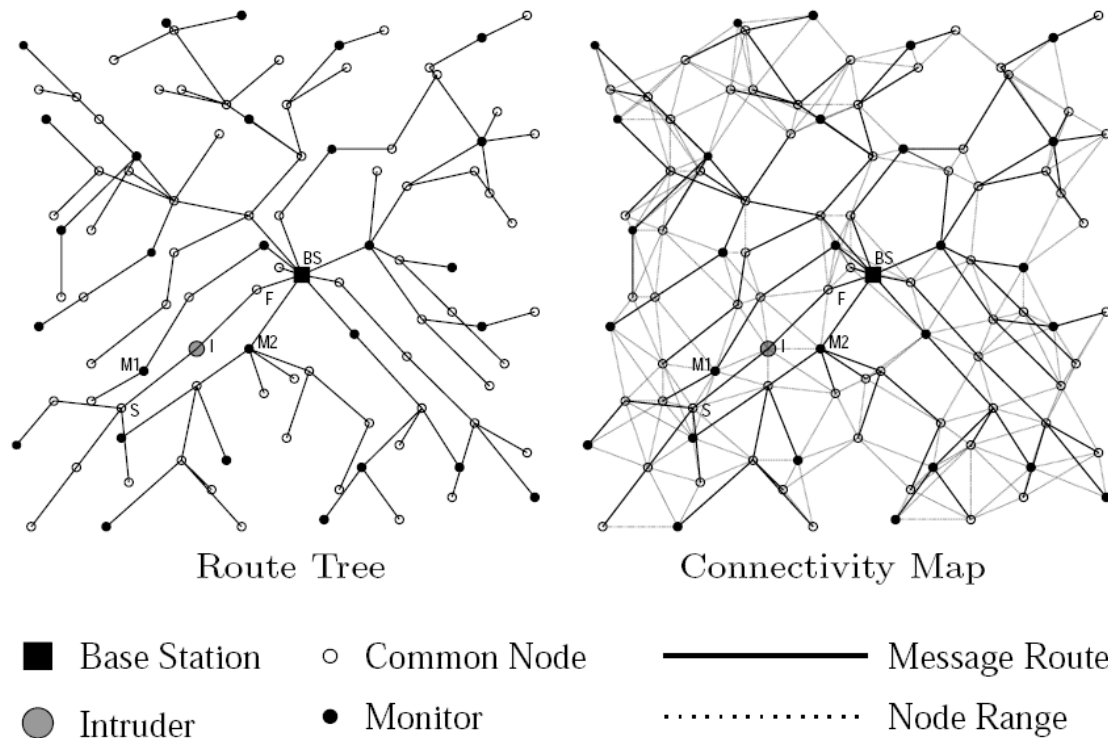 BS
F
I
M1
M2
S
BS
F
I
M1
M2
S
Route Tree
Connectivity Map
Base Station
Common Node
Message Route
Intruder
Monitor
Node Range